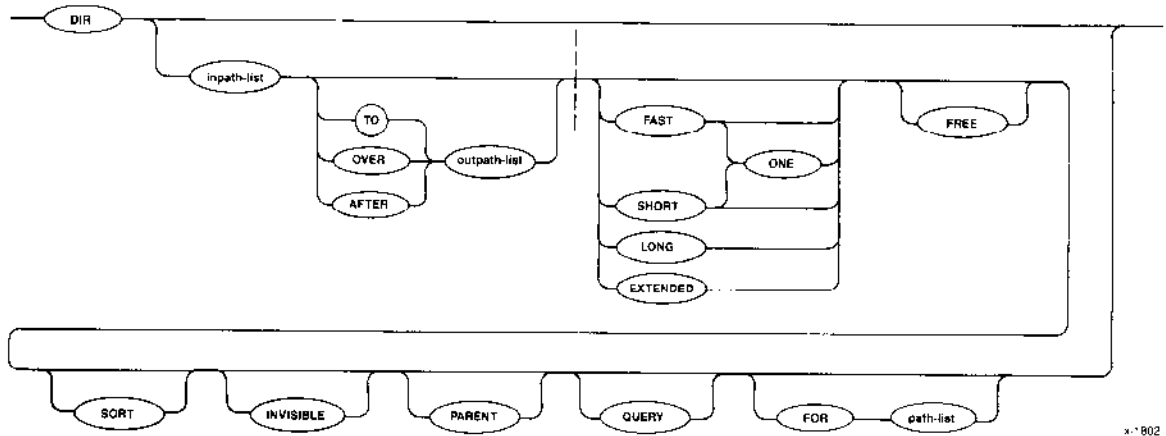 DIR
inpath-list
TO
OVER outpath-list
AFTER
FAST
ONE
SHORT
LONG
EXTENDED
FREE
SORT INVISIBLE PARENT QUERY FOR path-list
x-1802